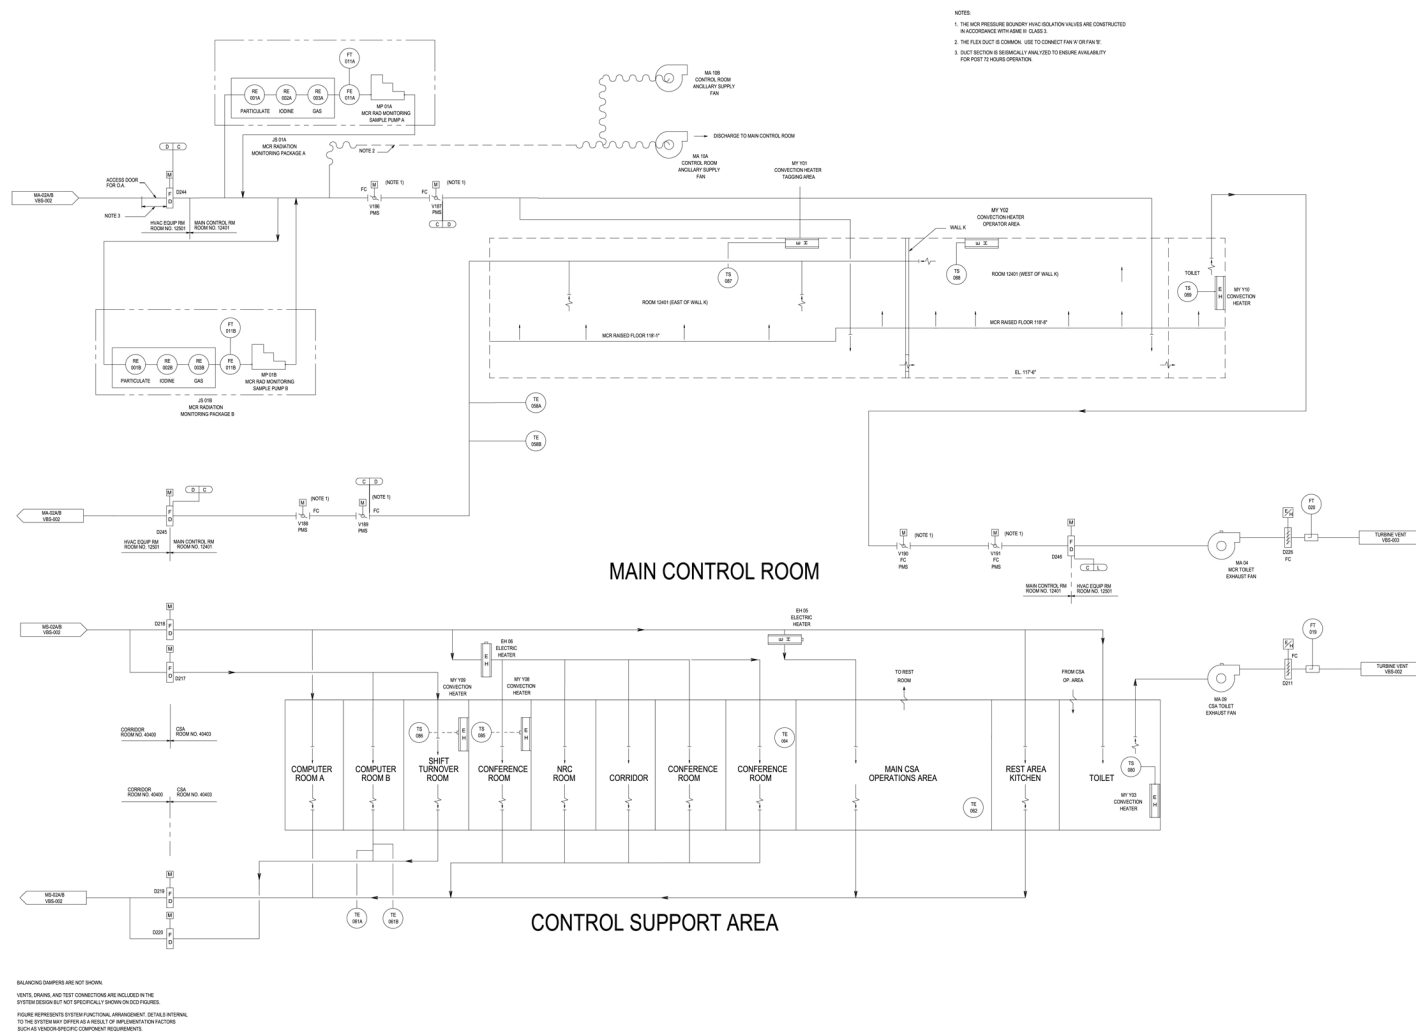 NOTES:
1. THE MCR PRESSURE BOUNDRY HVAC ISOLATION VALVES ARE CONSTRUCTED
IN ACCORDANCE WITH ASME III CLASS 3.
2. THE FLEX DUCT IS COMMON. USE TO CONNECT FAN 'A' OR FAN 'B'.
3. DUCT SECTION IS SEISMICALLY ANALYZED TO ENSURE AVAILABILITY
FOR POST 72 HOURS OPERATION.
FT
011A
RE
001A
RE
002A
RE
003A
FE
011A
PARTICULATE
IODINE
GAS
MP 01A
MCR RAD MONITORING
SAMPLE PUMP A
JS 01A
MCR RADIATION
MONITORING PACKAGE A
MA 10B
CONTROL ROOM
ANCILLARY SUPPLY
FAN
DISCHARGE TO MAIN CONTROL ROOM
NOTE 2
MA 10A
CONTROL ROOM
ANCILLARY SUPPLY
FAN
D C
M
F
D
D244
ACCESS DOOR
FOR O.A.
MA-02A/B
VBS-002
NOTE 3
HVAC EQUIP RM
ROOM NO. 12501
MAIN CONTROL RM
ROOM NO. 12401
M
(NOTE 1)
FC
V186
PMS
M
(NOTE 1)
FC
V187
PMS
C D
MY Y01
CONVECTION HEATER
TAGGING AREA
MY Y02
CONVECTION HEATER
OPERATOR AREA
WALL K
E H
E H
TS
087
TS
088
ROOM 12401 (EAST OF WALL K)
ROOM 12401 (WEST OF WALL K)
TOILET
TS
089
E
H
MY Y10
CONVECTION
HEATER
MCR RAISED FLOOR 118'-1"
MCR RAISED FLOOR 118'-8"
EL. 117'-6"
FT
011B
RE
001B
RE
002B
RE
003B
FE
011B
PARTICULATE
IODINE
GAS
MP 01B
MCR RAD MONITORING
SAMPLE PUMP B
JS 01B
MCR RADIATION
MONITORING PACKAGE B
TE
058A
TE
058B
MA-02A/B
VBS-002
M
D C
F
D
D245
HVAC EQUIP RM
ROOM NO. 12501
MAIN CONTROL RM
ROOM NO. 12401
M
(NOTE 1)
FC
V188
PMS
C D
M
(NOTE 1)
FC
V189
PMS
MAIN CONTROL ROOM
M
(NOTE 1)
V190
FC
PMS
M
(NOTE 1)
V191
FC
PMS
M
F
D
D246
C L
MAIN CONTROL RM
ROOM NO. 12401
HVAC EQUIP RM
ROOM NO. 12501
MA 04
MCR TOILET
EXHAUST FAN
E/H
D226
FC
FT
020
TURBINE VENT
VBS-003
MS-02A/B
VBS-002
M
F
D
D218
M
F
D
D217
EH 06
ELECTRIC
HEATER
E
H
EH 05
ELECTRIC
HEATER
E H
MY Y09
CONVECTION
HEATER
MY Y08
CONVECTION
HEATER
TO REST
ROOM
FROM CSA
OP. AREA
MA 09
CSA TOILET
EXHAUST FAN
E/H
FC
D211
FT
019
TURBINE VENT
VBS-002
CORRIDOR
ROOM NO. 40400
CSA
ROOM NO. 40403
TS
086
E
H
TS
085
E
H
TE
064
COMPUTER
ROOM A
COMPUTER
ROOM B
SHIFT
TURNOVER
ROOM
CONFERENCE
ROOM
NRC
ROOM
CORRIDOR
CONFERENCE
ROOM
CONFERENCE
ROOM
MAIN CSA
OPERATIONS AREA
REST AREA
KITCHEN
TOILET
TS
090
MY Y03
CONVECTION
HEATER
E
H
TE
062
CORRIDOR
ROOM NO. 40400
CSA
ROOM NO. 40403
MS-02A/B
VBS-002
M
F
D
D219
M
F
D
D220
TE
061A
TE
061B
CONTROL SUPPORT AREA
BALANCING DAMPERS ARE NOT SHOWN.
VENTS, DRAINS, AND TEST CONNECTIONS ARE INCLUDED IN THE
SYSTEM DESIGN BUT NOT SPECIFICALLY SHOWN ON DCD FIGURES.
FIGURE REPRESENTS SYSTEM FUNCTIONAL ARRANGEMENT. DETAILS INTERNAL
TO THE SYSTEM MAY DIFFER AS A RESULT OF IMPLEMENTATION FACTORS
SUCH AS VENDOR-SPECIFIC COMPONENT REQUIREMENTS.